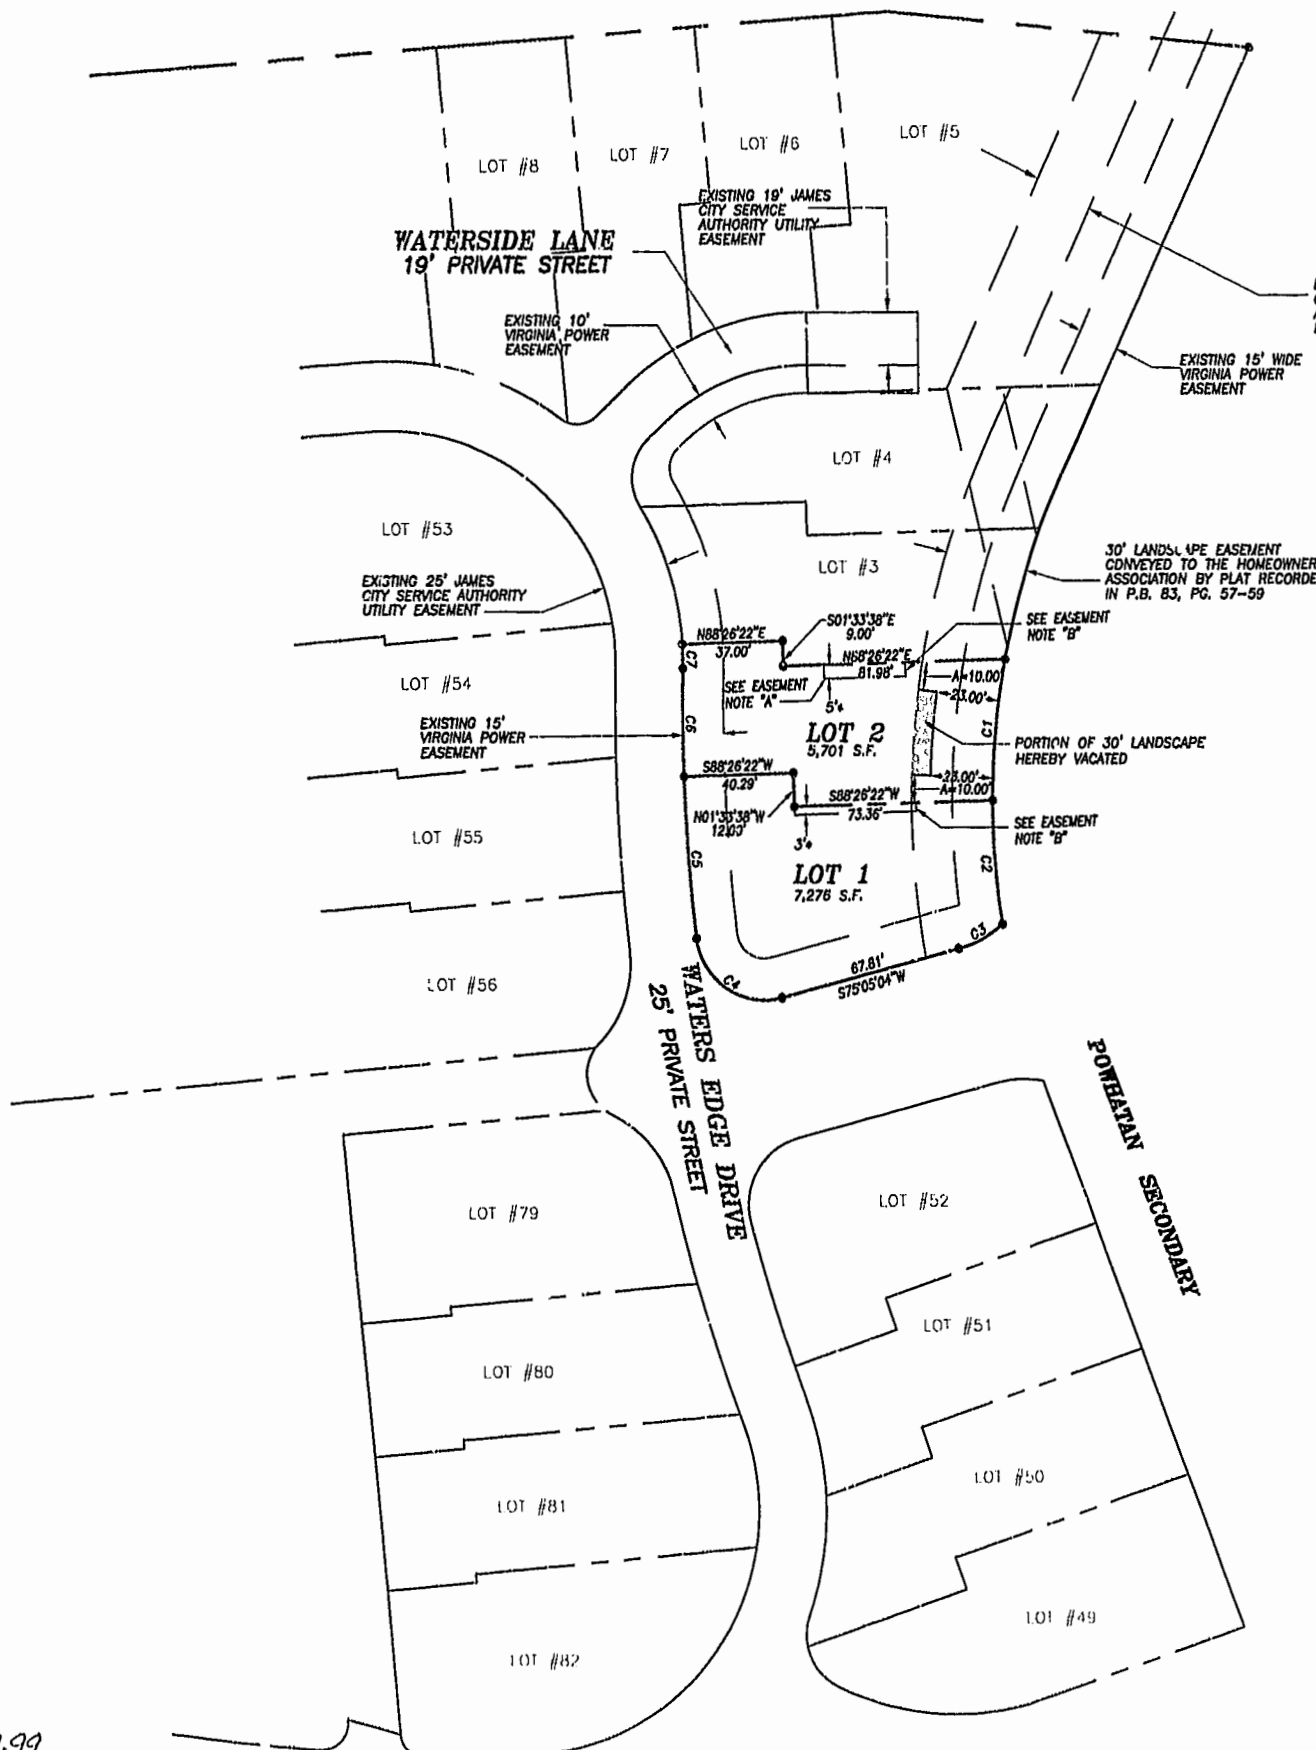 LOT #8
LOT #7
LOT #6
LOT #5
EXISTING 19' JAMES
CITY SERVICE
AUTHORITY UTILITY
EASEMENT
WATERSIDE LANE
19' PRIVATE STREET
EXISTING 10'
VIRGINIA POWER
EASEMENT
EXISTING 15' WIDE
VIRGINIA POWER
EASEMENT
LOT #4
LOT #53
LOT #3
30' LANDSCAPE EASEMENT
CONVEYED TO THE HOMEOWNER
ASSOCIATION BY PLAT RECORDE
IN P.B. 83, PG. 57-59
EXISTING 25' JAMES
CITY SERVICE AUTHORITY
UTILITY EASEMENT
SEE EASEMENT
NOTE "B"
S01°33'38"E
9.00'
N88°26'22"E
37.00'
N88°26'22"E
81.98'
C7
A=10.00'
23.00'
SEE EASEMENT
NOTE "A"
5'±
LOT #54
EXISTING 15'
VIRGINIA POWER
EASEMENT
C6
LOT 2
5,701 S.F.
C1
PORTION OF 30' LANDSCAPE
HEREBY VACATED
S88°26'22"W
40.29'
23.00'
A=10.00'
S88°26'22"W
73.36'
N01°33'38"W
12.00'
SEE EASEMENT
NOTE "B"
3'±
LOT #55
C5
C2
LOT 1
7,276 S.F.
C3
67.81'
S75°05'04"W
C4
LOT #56
WATERS EDGE DRIVE
25' PRIVATE STREET
POWHATAN SECONDARY
LOT #79
LOT #52
LOT #51
LOT #80
LOT #50
LOT #81
LOT #49
LOT #82
.99